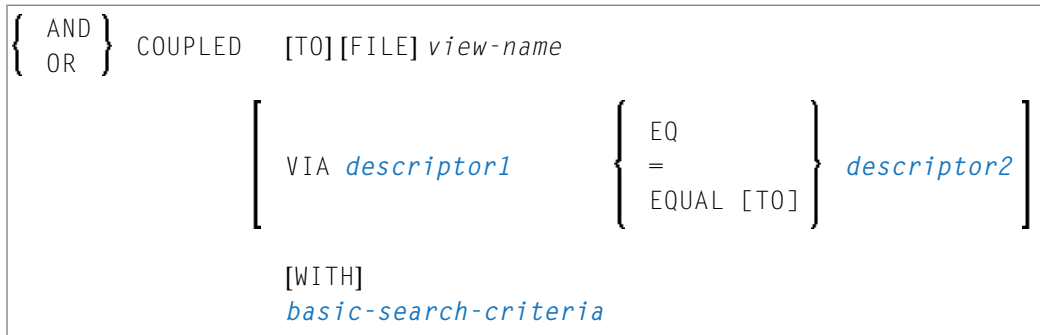 AND
OR
COUPLED [TO] [FILE] view-name
VIA descriptor1
EQ
=
EQUAL [TO]
descriptor2
[WITH]
basic-search-criteria